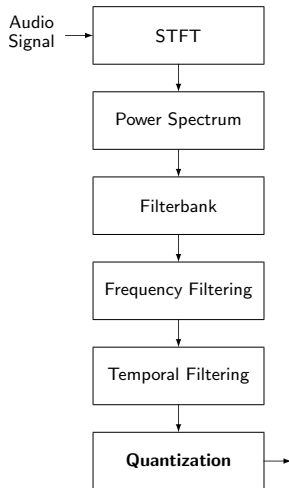 Audio
Signal
STFT
Power Spectrum
Filterbank
Frequency Filtering
Temporal Filtering
Quantization